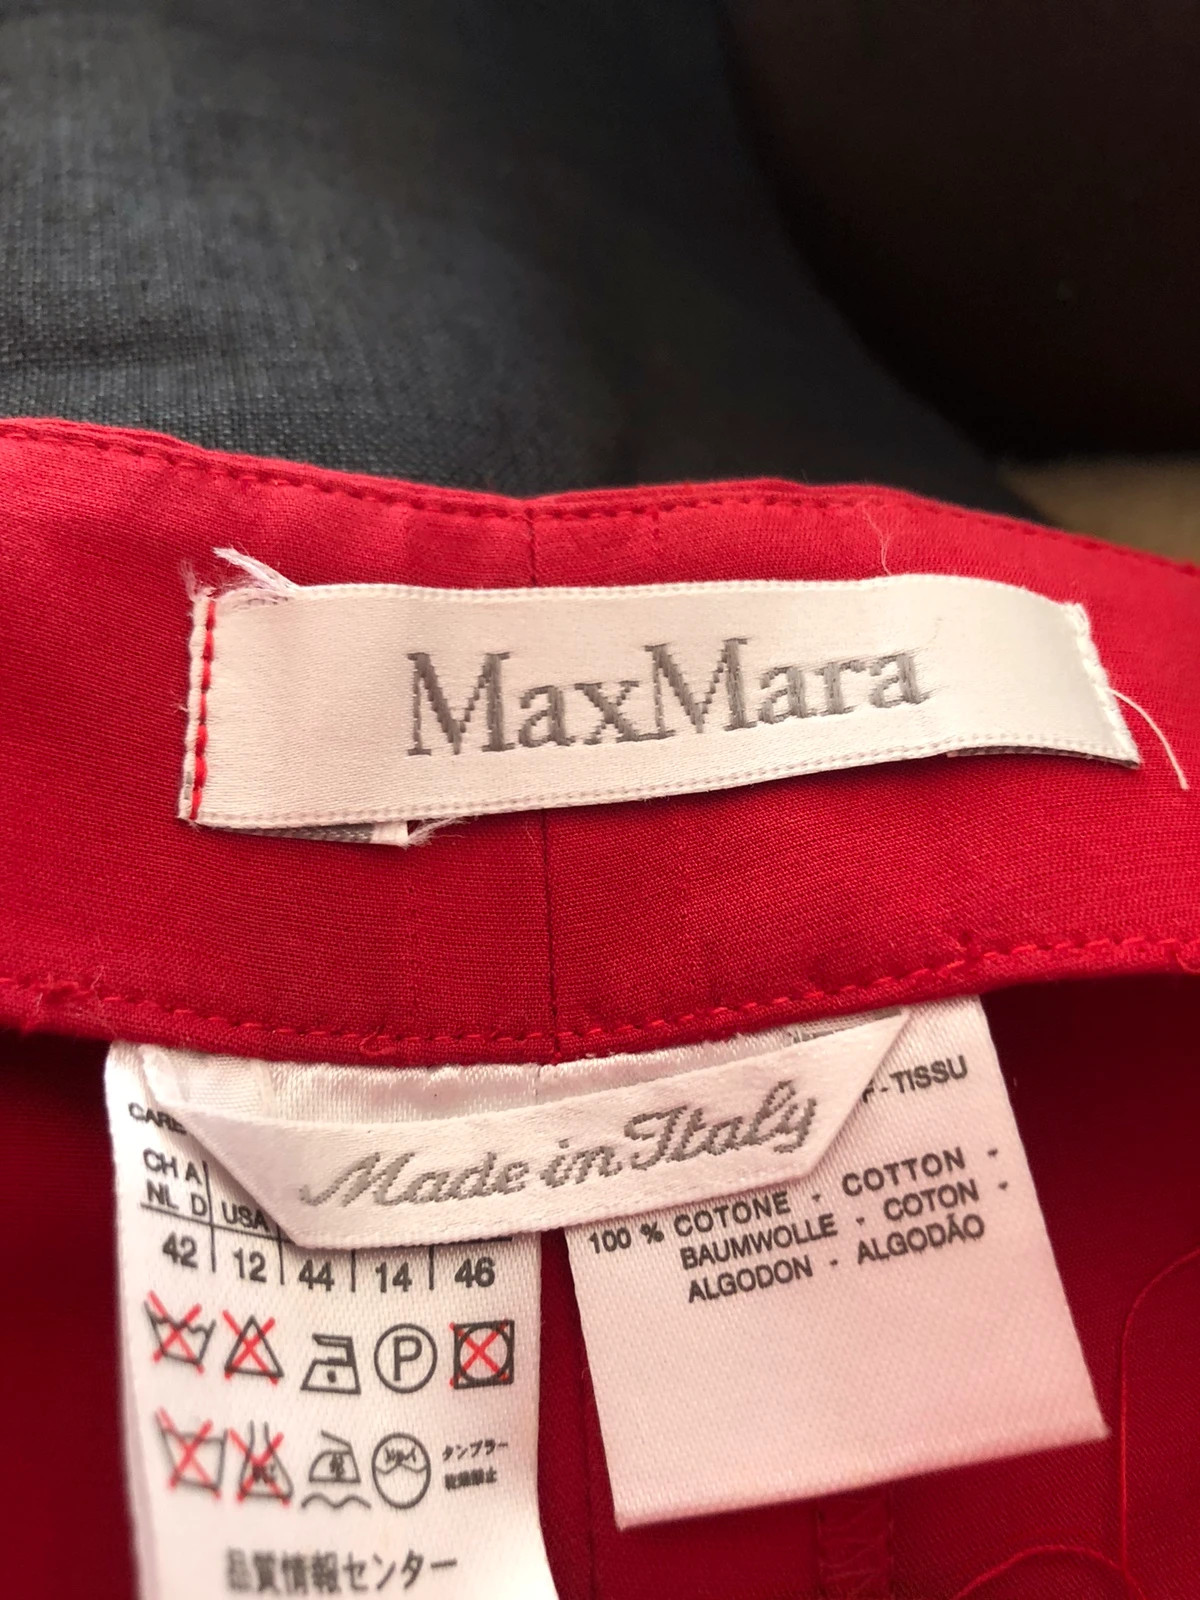 MaxMara
Made in Italy
CARE
CH A
NL D USA
42 12 44 14 46
P
タンブラー
乾燥禁止
品質情報センター
F-TISSU
100 % COTONE - COTTON -
BAUMWOLLE - COTON -
ALGODON - ALGODÃO